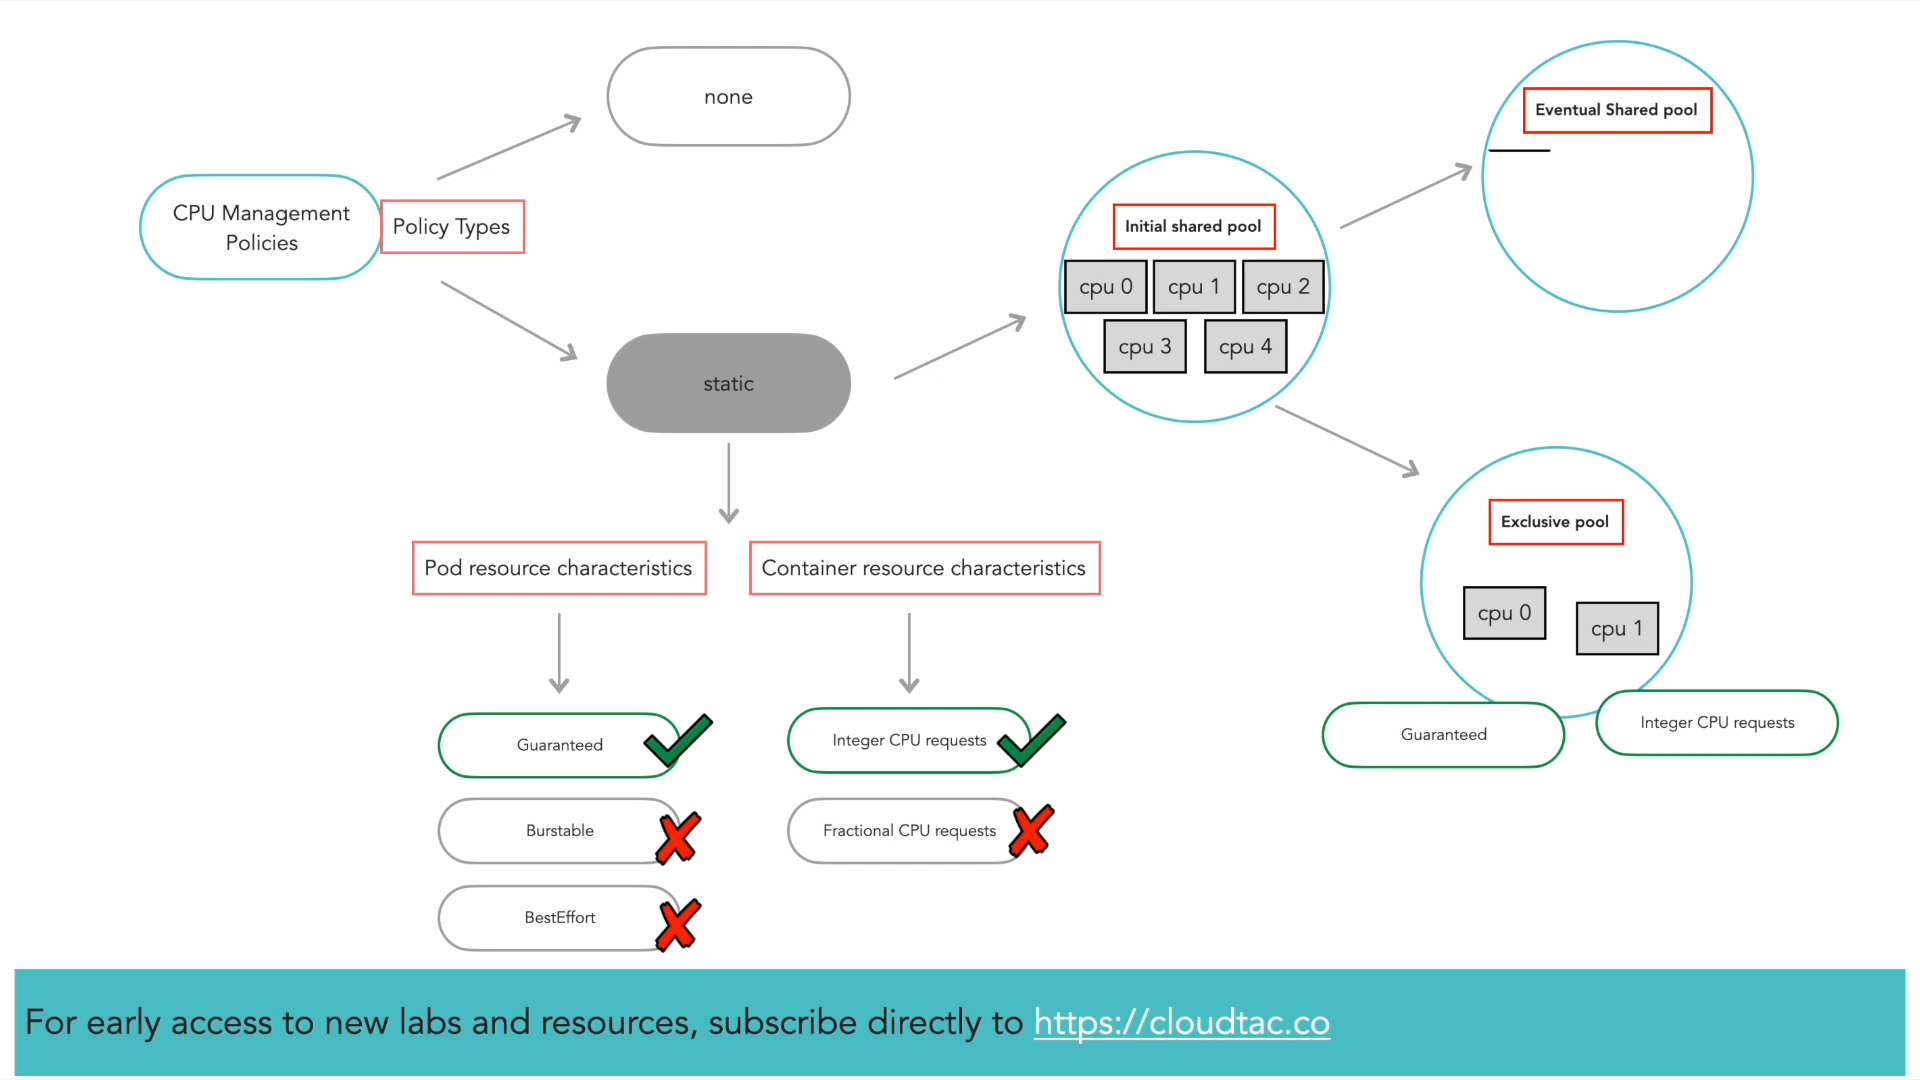 none
Eventual Shared pool
CPU Management
Policies
Policy Types
Initial shared pool
cpu 0
cpu 1
cpu 2
cpu 3
cpu 4
static
Exclusive pool
cpu 0
cpu 1
Pod resource characteristics
Container resource characteristics
Guaranteed
Integer CPU requests
Guaranteed
Integer CPU requests
Burstable
Fractional CPU requests
BestEffort
For early access to new labs and resources, subscribe directly to https://cloudtac.co